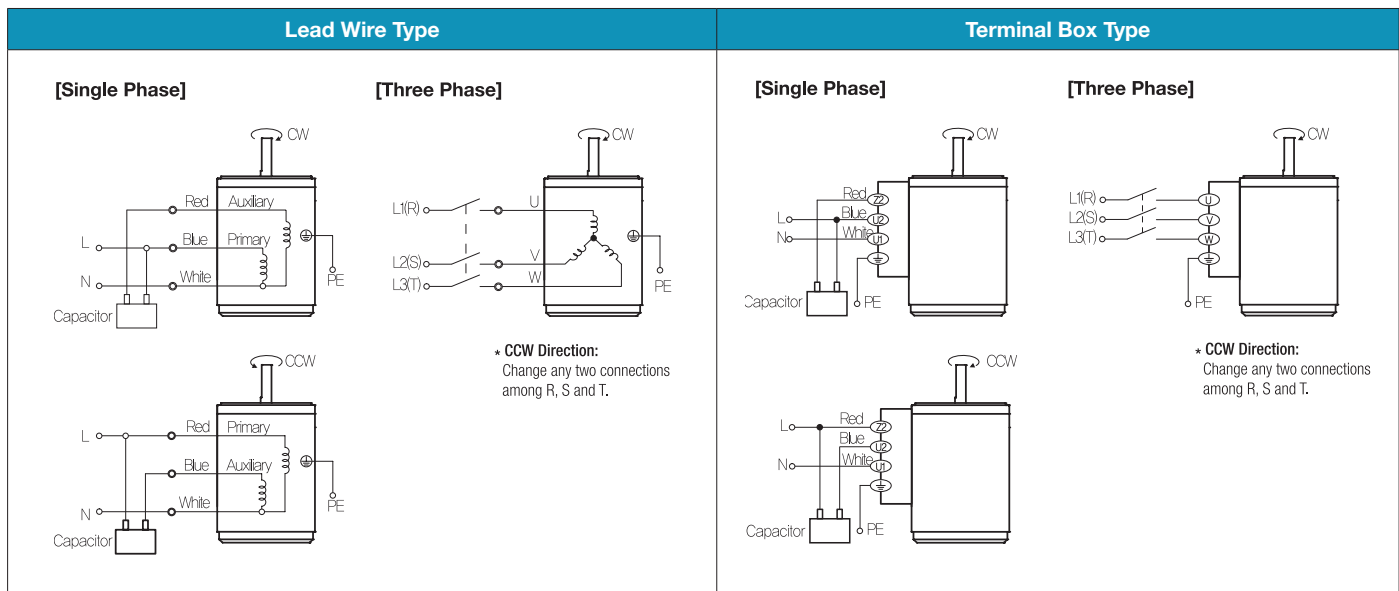 Lead Wire Type
[Single Phase]
[Three Phase]
CW
Red Auxiliary
L Blue Primary
N White
PE
Capacitor
CW
L1(R) U
L2(S) V
L3(T) W
PE
CCW
L Red Primary
Blue Auxiliary
N White
PE
Capacitor
* CCW Direction:
Change any two connections
among R, S and T.
Terminal Box Type
[Single Phase]
[Three Phase]
CW
Red Z2
L Blue U2
N White U1
Capacitor PE
CW
L1(R) U
L2(S) V
L3(T) W
PE
CCW
L Red Z2
Blue U2
N White U1
Capacitor PE
* CCW Direction:
Change any two connections
among R, S and T.